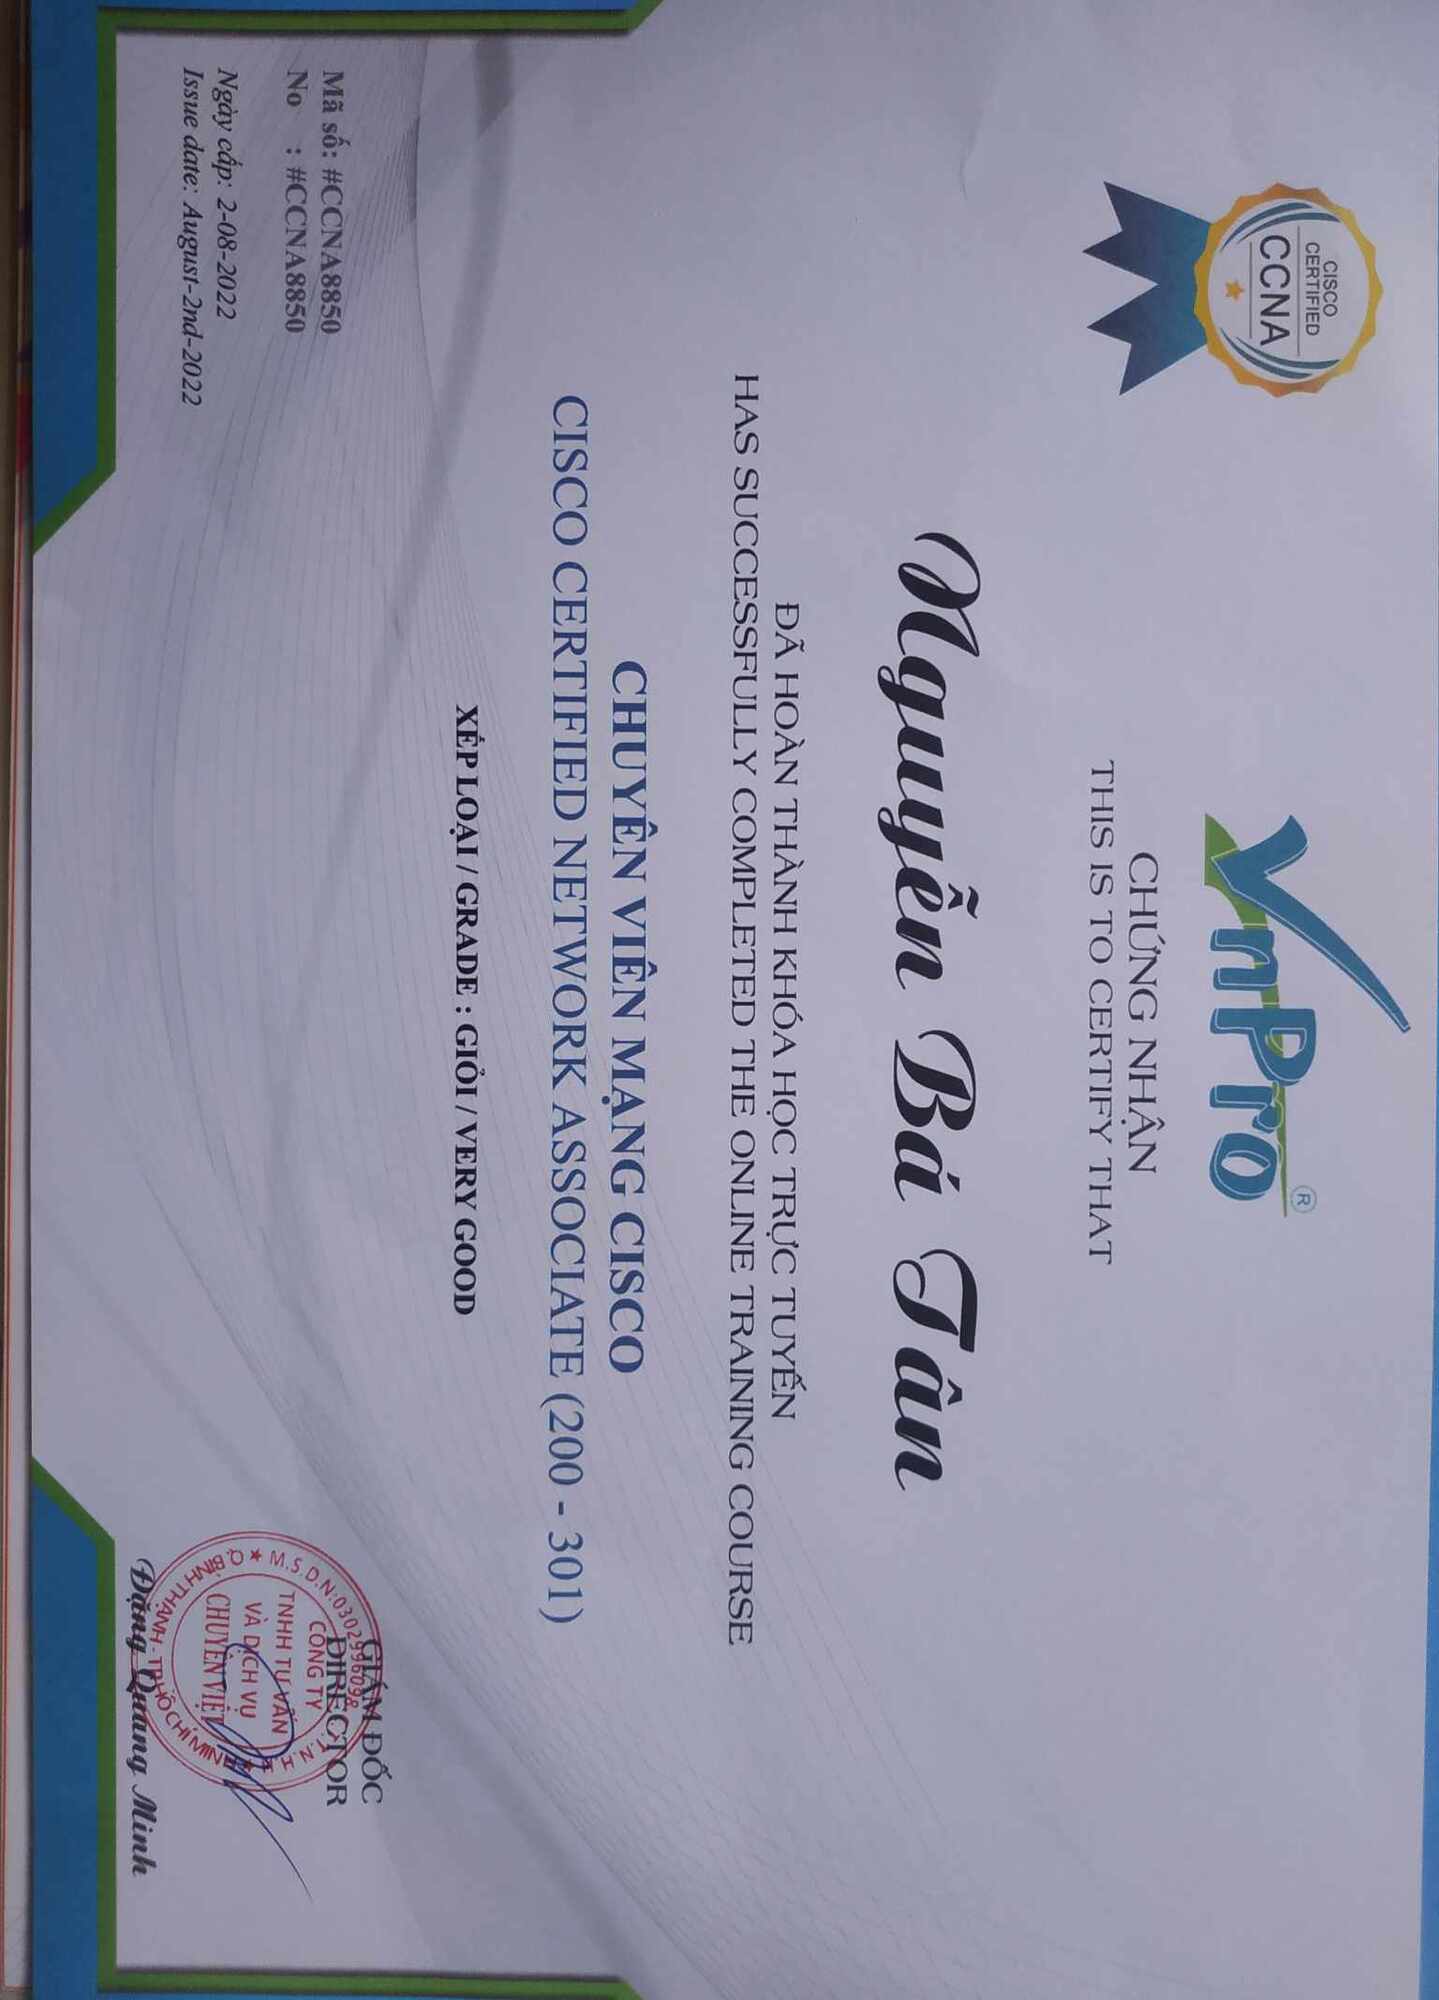 CISCO
CERTIFIED
CCNA
VnPro®
CHỨNG NHẬN
THIS IS TO CERTIFY THAT
Nguyễn Bá Tân
ĐÃ HOÀN THÀNH KHÓA HỌC TRỰC TUYẾN
HAS SUCCESSFULLY COMPLETED THE ONLINE TRAINING COURSE
CHUYÊN VIÊN MẠNG CISCO
CISCO CERTIFIED NETWORK ASSOCIATE (200 - 301)
XẾP LOẠI / GRADE : GIỎI / VERY GOOD
Mã số: #CCNA8850
No : #CCNA8850
Ngày cấp: 2-08-2022
Issue date: August-2nd-2022
GIÁM ĐỐC
DIRECTOR
M.S.D.N:0302996098
CÔNG TY
TNHH TƯ VẤN
VÀ DỊCH VỤ
CHUYÊN VIỆT
Q. BÌNH THẠNH - TP. HỒ CHÍ MINH
Đặng Quang Minh